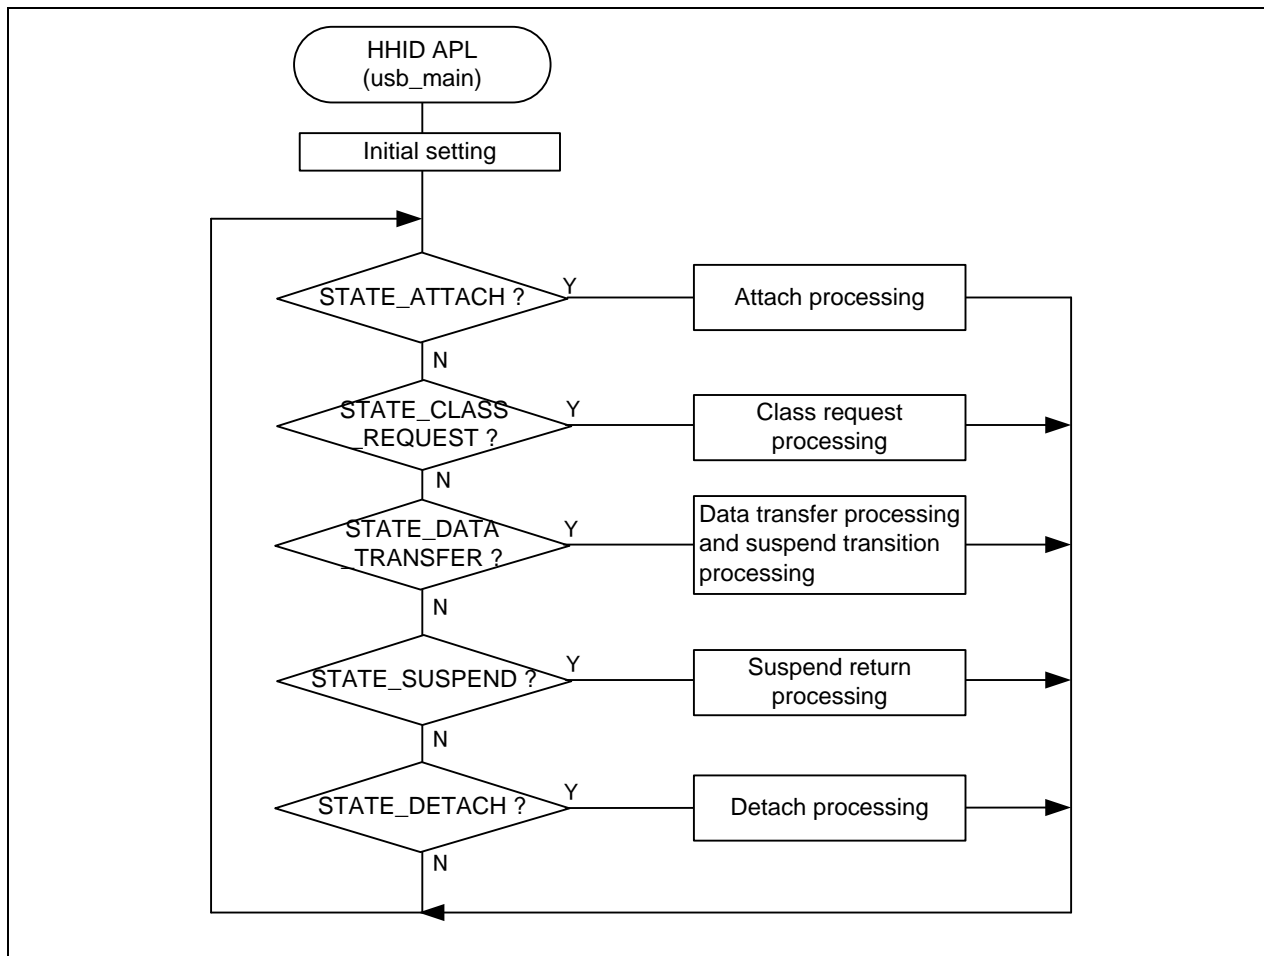 HHID APL
(usb_main)
Initial setting
STATE_ATTACH ?
Y
Attach processing
N
STATE_CLASS
_REQUEST ?
Y
Class request
processing
N
STATE_DATA
_TRANSFER ?
Y
Data transfer processing
and suspend transition
processing
N
STATE_SUSPEND ?
Y
Suspend return
processing
N
STATE_DETACH ?
Y
Detach processing
N